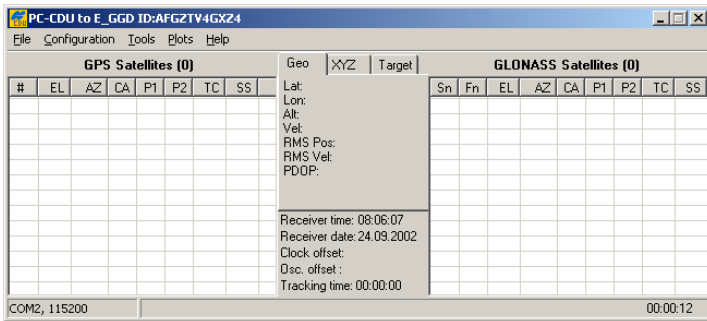 PC-CDU to E_GGD ID:AFGZTV4GXZ4
File Configuration Tools Plots Help
GPS Satellites (0)
# EL AZ CA P1 P2 TC SS
Geo XYZ Target
Lat:
Lon:
Alt:
Vel:
RMS Pos:
RMS Vel:
PDOP:
Receiver time: 08:06:07
Receiver date: 24.09.2002
Clock offset:
Osc. offset :
Tracking time: 00:00:00
GLONASS Satellites (0)
Sn Fn EL AZ CA P1 P2 TC SS
COM2, 115200
00:00:12